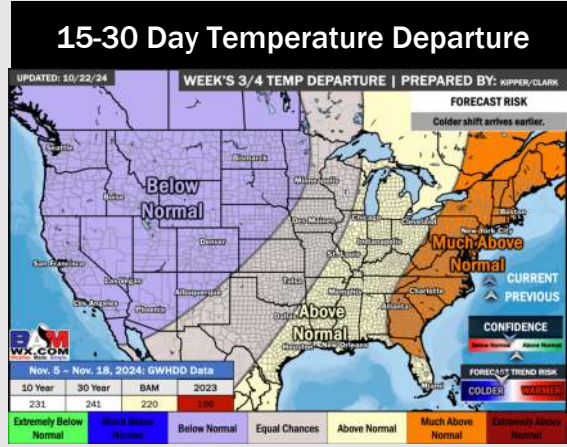 15-30 Day Temperature Departure
UPDATED: 10/22/24
WEEK'S 3/4 TEMP DEPARTURE | PREPARED BY: KIPPER/CLARK
FORECAST RISK
Colder shift arrives earlier.
Seattle
Bismarck
Minneapolis
Below
Normal
Boise
Boston
Des Moines
Chicago
Cleveland
New York City
Much Above
Normal
Denver
Indianapolis
San Francisco
St. Louis
CURRENT
Las Vegas
PREVIOUS
Tulsa
Charlotte
Los Angeles
Albuquerque
Memphis
Phoenix
Atlanta
Above
Normal
Dallas
CONFIDENCE
Below Normal Above Normal
Houston
New Orleans
BAM
WX.COM
Weather Made Simple
Miami
FORECAST TREND RISK
COLDER WARMER
Nov. 5 – Nov. 18, 2024: GWHDD Data
10 Year 30 Year BAM 2023
231 241 220 196
Extremely Below Normal
Much Below Normal
Below Normal
Equal Chances
Above Normal
Much Above Normal
Extremely Above Normal